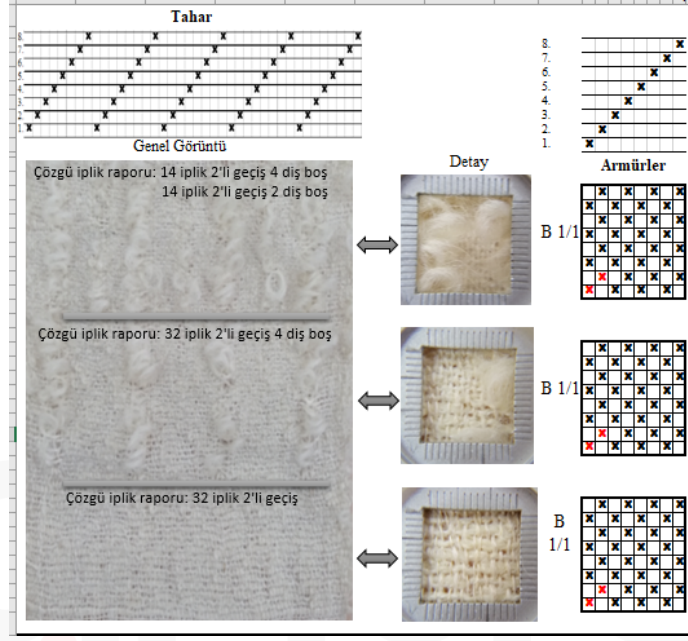 Tahar
8.
7.
6.
5.
4.
3.
2.
1.
8.
7.
6.
5.
4.
3.
2.
1.
Genel Görüntü
Detay
Armürler
Çözgü iplik raporu: 14 iplik 2'li geçiş 4 diş boş
14 iplik 2'li geçiş 2 diş boş
B 1/1
Çözgü iplik raporu: 32 iplik 2'li geçiş 4 diş boş
B 1/1
Çözgü iplik raporu: 32 iplik 2'li geçiş
B
1/1